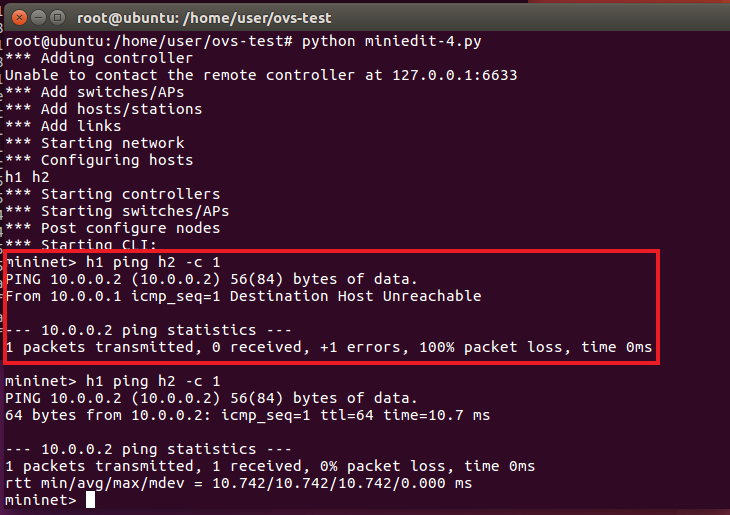 root@ubuntu: /home/user/ovs-test
root@ubuntu:/home/user/ovs-test# python miniedit-4.py
*** Adding controller
Unable to contact the remote controller at 127.0.0.1:6633
*** Add switches/APs
*** Add hosts/stations
*** Add links
*** Starting network
*** Configuring hosts
h1 h2
*** Starting controllers
*** Starting switches/APs
*** Post configure nodes
*** Starting CLI:
mininet> h1 ping h2 -c 1
PING 10.0.0.2 (10.0.0.2) 56(84) bytes of data.
From 10.0.0.1 icmp_seq=1 Destination Host Unreachable
--- 10.0.0.2 ping statistics ---
1 packets transmitted, 0 received, +1 errors, 100% packet loss, time 0ms
mininet> h1 ping h2 -c 1
PING 10.0.0.2 (10.0.0.2) 56(84) bytes of data.
64 bytes from 10.0.0.2: icmp_seq=1 ttl=64 time=10.7 ms
--- 10.0.0.2 ping statistics ---
1 packets transmitted, 1 received, 0% packet loss, time 0ms
rtt min/avg/max/mdev = 10.742/10.742/10.742/0.000 ms
mininet>